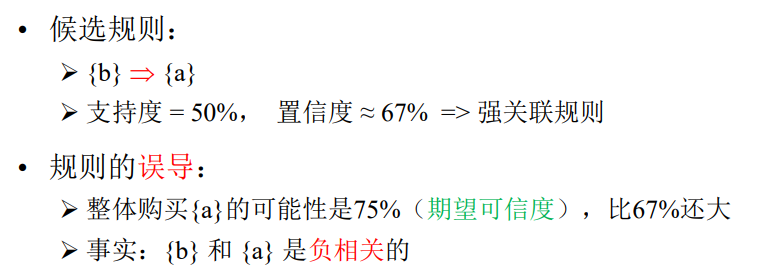 • 候选规则：
➢ {b} ⇒ {a}
➢ 支持度 = 50%， 置信度 ≈ 67% => 强关联规则
• 规则的误导：
➢ 整体购买{a}的可能性是75%（期望可信度），比67%还大
➢ 事实：{b} 和 {a} 是负相关的